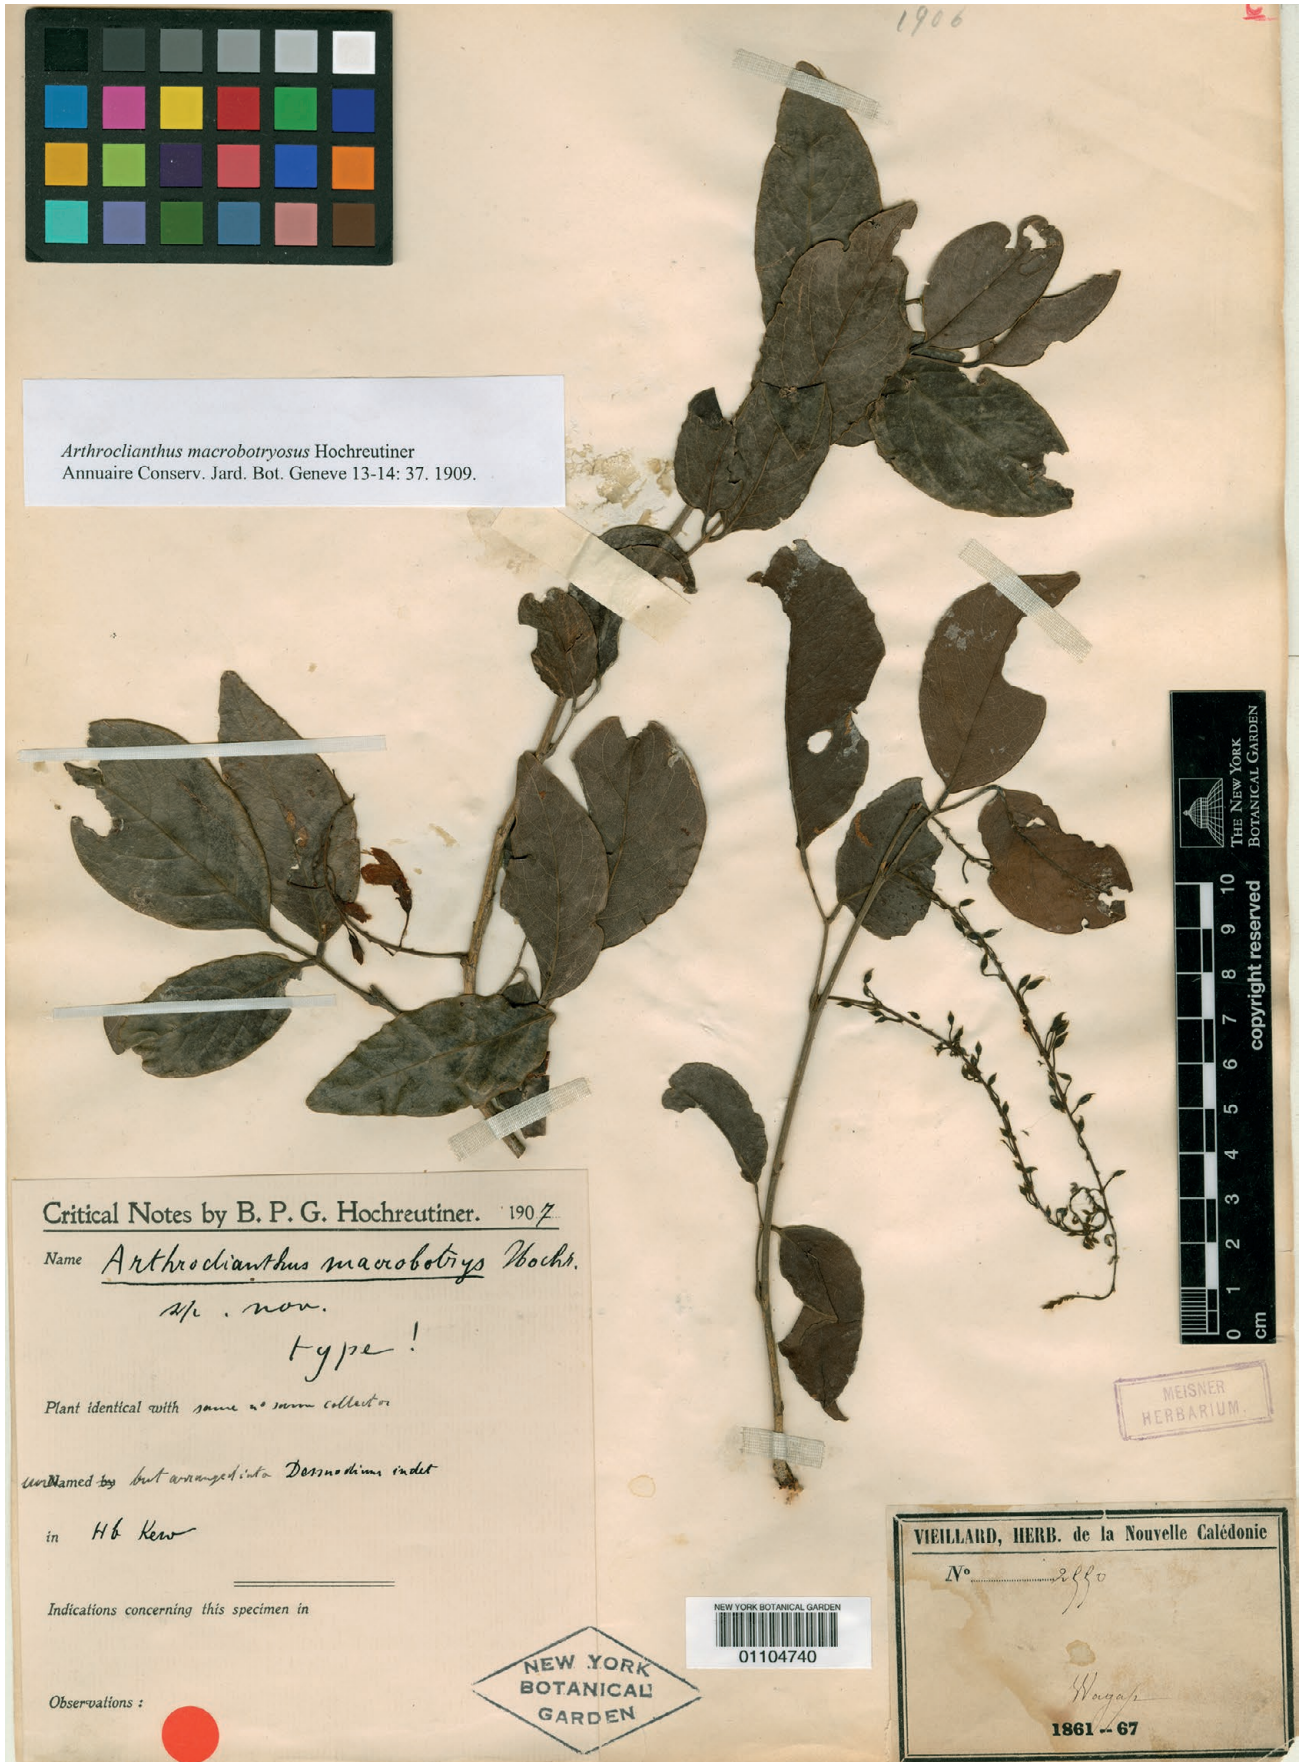 1906
c
Arthroclianthus macrobotryosus Hochreutiner
Annuaire Conserv. Jard. Bot. Geneve 13-14: 37. 1909.
THE NEW YORK
BOTANICAL GARDEN
copyright reserved
10
9
8
7
6
5
4
3
2
1
0
cm
Critical Notes by B. P. G. Hochreutiner. 1907
Name Arthroclianthus macrobotrys Hochr.
sp. nov.
type!
Plant identical with same no same collector
unNamed by but arranged into Desmodium indet
in Hb Kew
Indications concerning this specimen in
Observations :
NEW YORK
BOTANICAL
GARDEN
MEISNER
HERBARIUM.
NEW YORK BOTANICAL GARDEN
01104740
VIEILLARD, HERB. de la Nouvelle Calédonie
No 2550
Wagap
1861--67